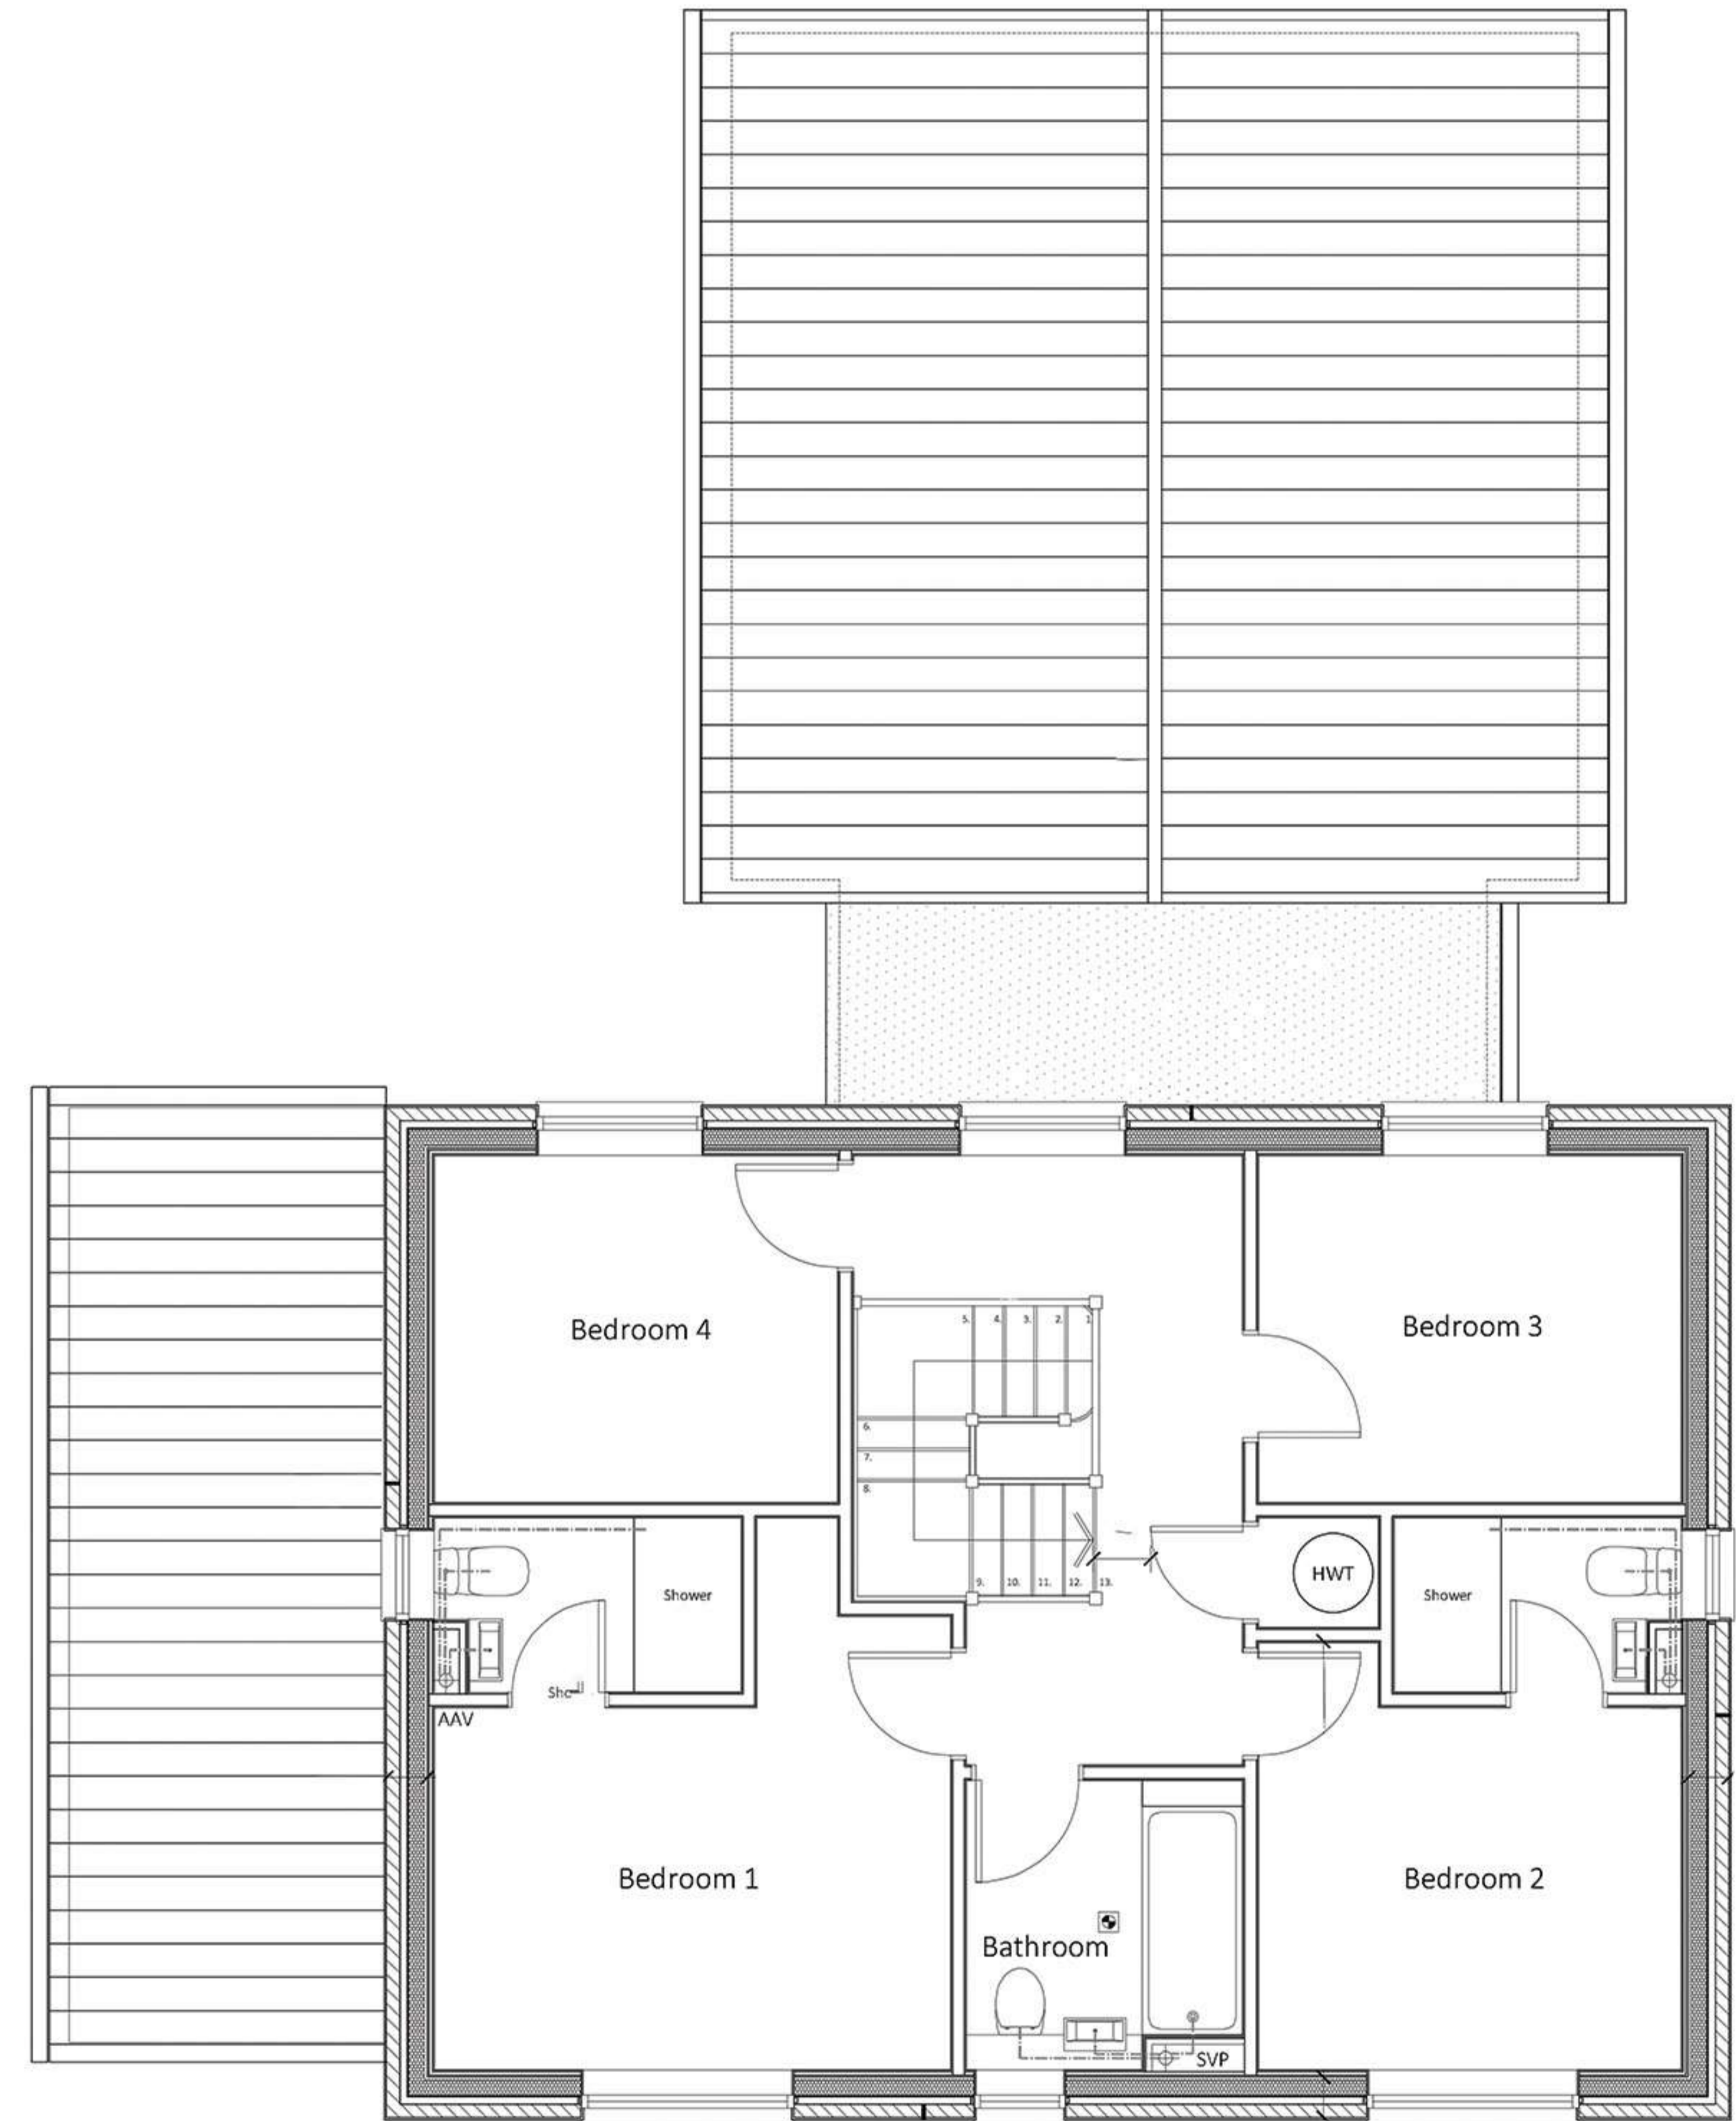 5. 4. 3. 2. 1
Bedroom 4
Bedroom 3
6.
7.
8.
HWT
9. 10. 11. 12. 13.
Shower
Shower
Sho
AAV
Bedroom 1
Bedroom 2
Bathroom
SVP